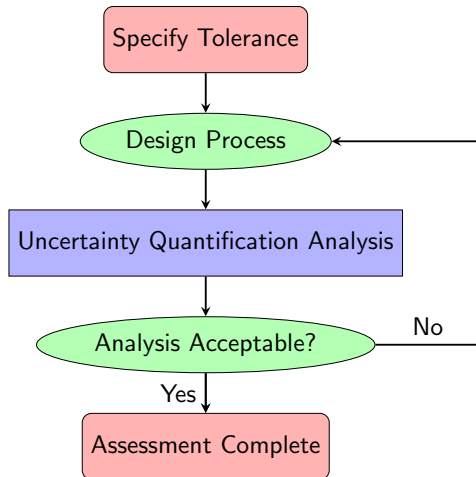 Specify Tolerance
Design Process
Uncertainty Quantification Analysis
Analysis Acceptable?
No
Yes
Assessment Complete